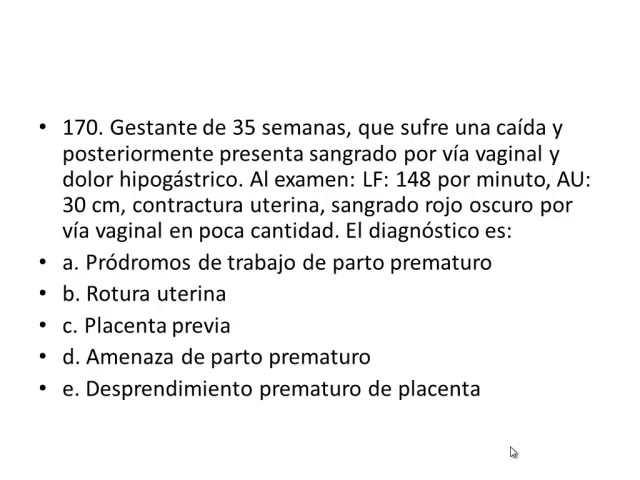 • 170. Gestante de 35 semanas, que sufre una caída y
posteriormente presenta sangrado por vía vaginal y
dolor hipogástrico. Al examen: LF: 148 por minuto, AU:
30 cm, contractura uterina, sangrado rojo oscuro por
vía vaginal en poca cantidad. El diagnóstico es:
• a. Pródromos de trabajo de parto prematuro
• b. Rotura uterina
• c. Placenta previa
• d. Amenaza de parto prematuro
• e. Desprendimiento prematuro de placenta